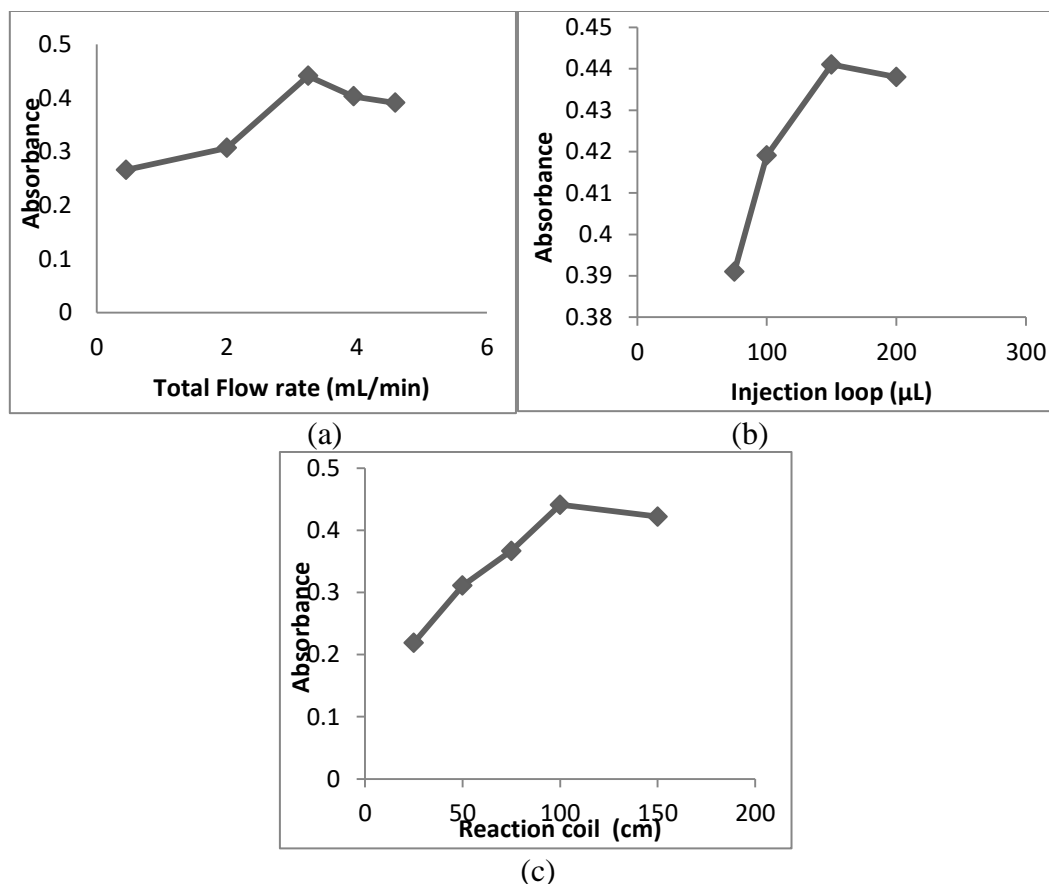 0.5
0.4
0.3
0.2
0.1
0
Absorbance
0 2 4 6
Total Flow rate (mL/min)
(a)
0.45
0.44
0.43
0.42
0.41
0.4
0.39
0.38
Absorbance
0 100 200 300
Injection loop (µL)
(b)
0.5
0.4
0.3
0.2
0.1
0
Absorbance
0 50 100 150 200
Reaction coil (cm)
(c)